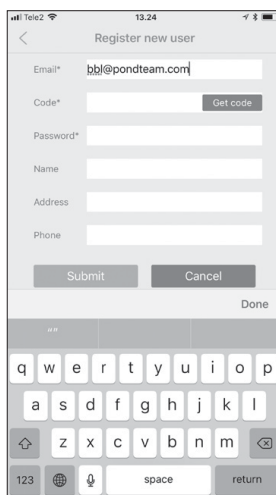 Tele2 13.24
Register new user
Email* bbl@pondteam.com
Code* Get code
Password*
Name
Address
Phone
Submit Cancel
Done
“”
q w e r t y u i o p
a s d f g h j k l
z x c v b n m
123 space return